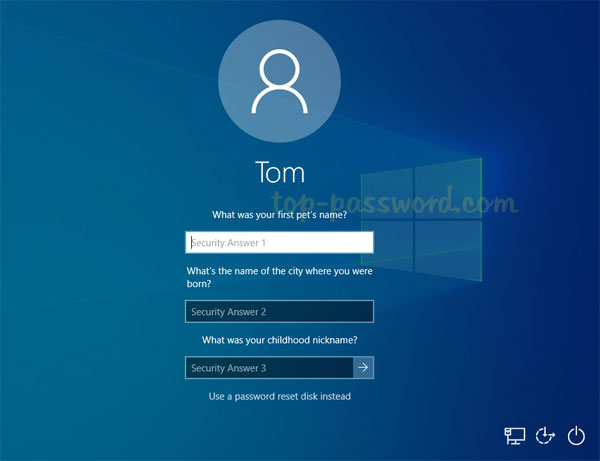 Tom
top-password.com
What was your first pet's name?
Security Answer 1
What's the name of the city where you were
born?
Security Answer 2
What was your childhood nickname?
Security Answer 3
Use a password reset disk instead